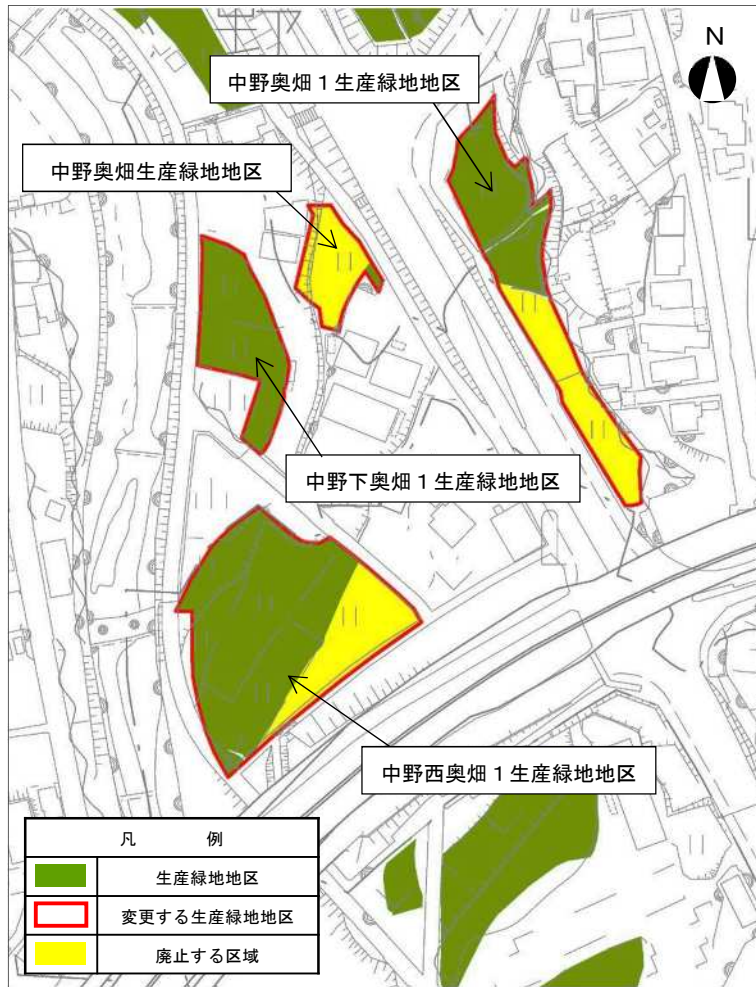 N
中野奥畑1生産緑地地区
中野奥畑生産緑地地区
中野下奥畑1生産緑地地区
中野西奥畑1生産緑地地区
凡 例
生産緑地地区
変更する生産緑地地区
廃止する区域